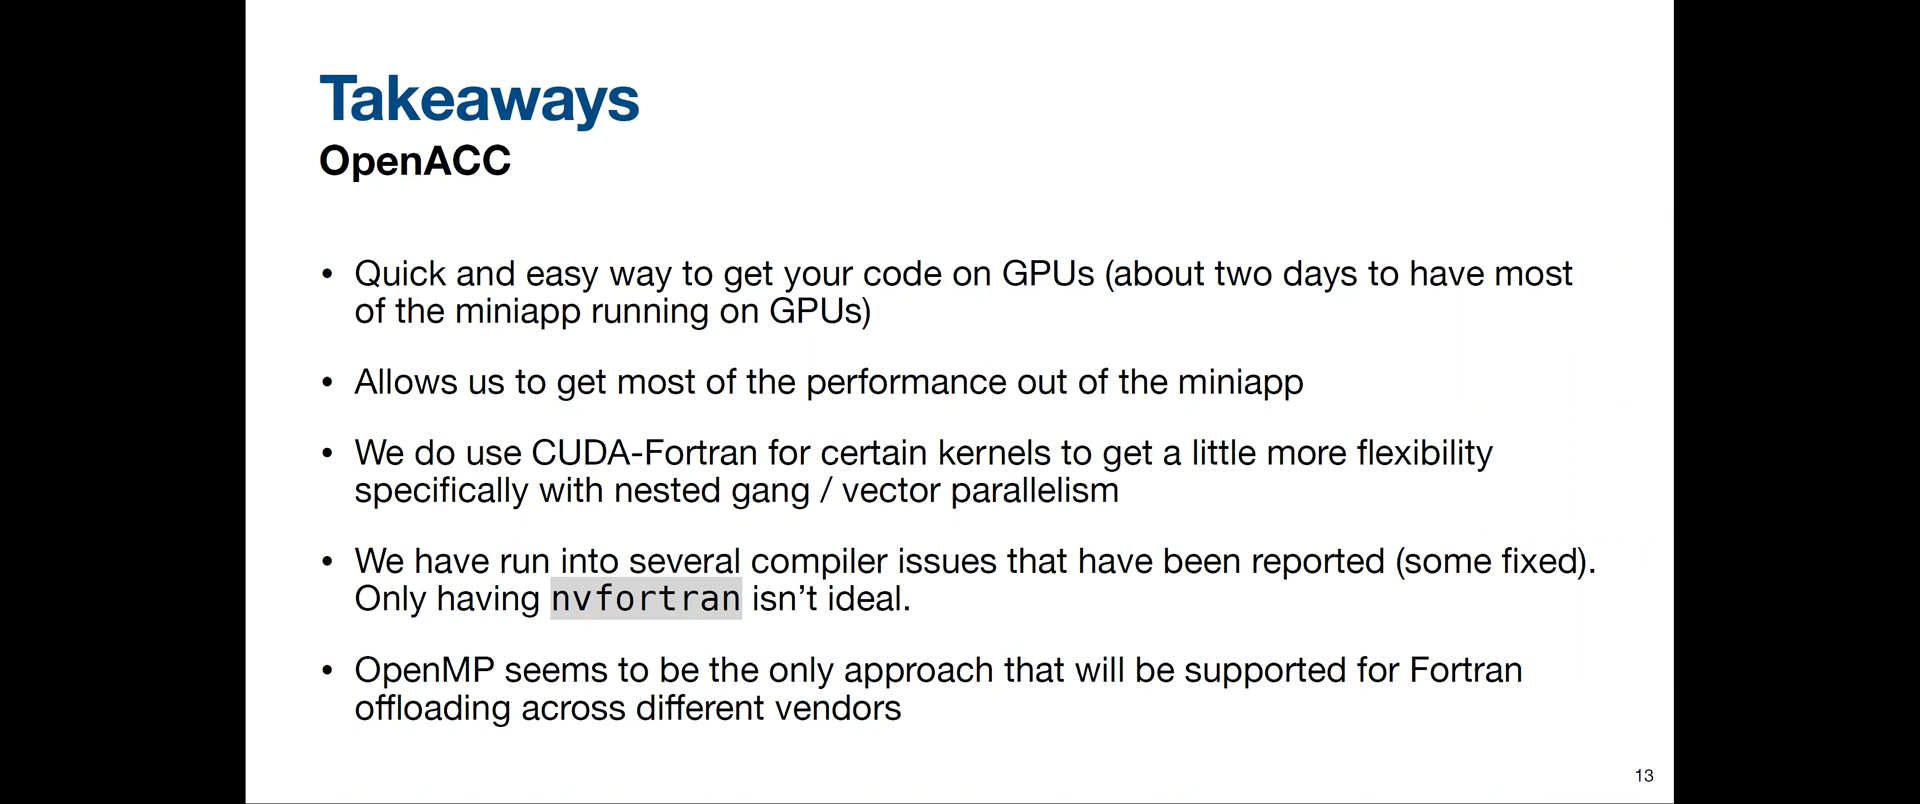 Takeaways
OpenACC
• Quick and easy way to get your code on GPUs (about two days to have most
of the miniapp running on GPUs)
• Allows us to get most of the performance out of the miniapp
• We do use CUDA-Fortran for certain kernels to get a little more flexibility
specifically with nested gang / vector parallelism
• We have run into several compiler issues that have been reported (some fixed).
Only having nvfortran isn’t ideal.
• OpenMP seems to be the only approach that will be supported for Fortran
offloading across different vendors
13